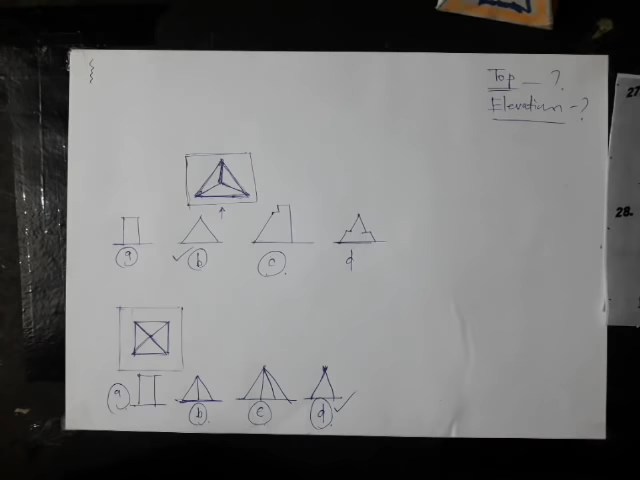 Top - ?
Elevation - ?
27
28.
a b c. d
a b. c d.